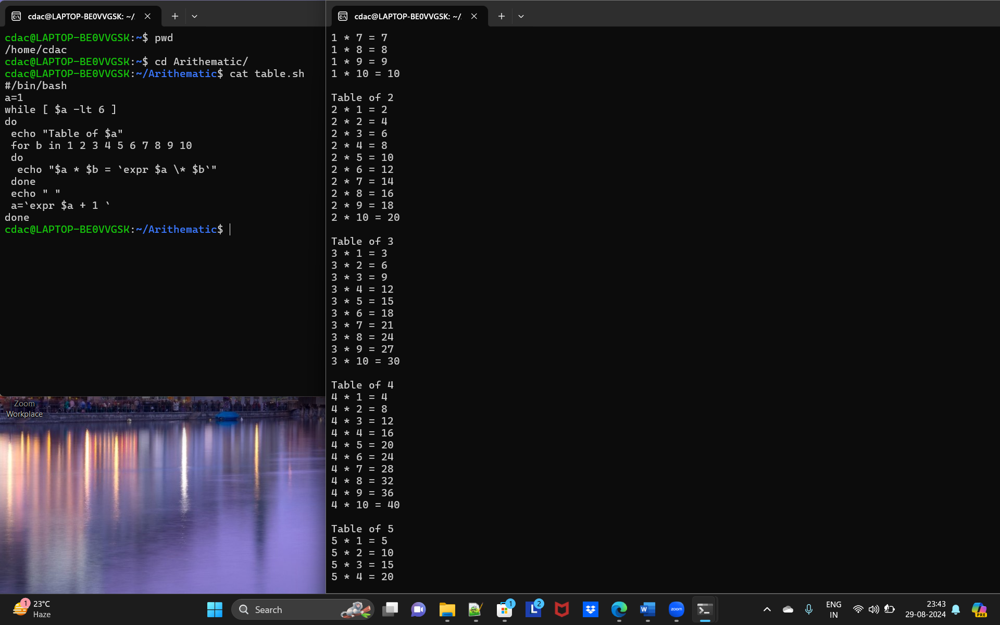 cdac@LAPTOP-BE0VVGSK: ~/.
cdac@LAPTOP-BE0VVGSK:~$ pwd
/home/cdac
cdac@LAPTOP-BE0VVGSK:~$ cd Arithematic/
cdac@LAPTOP-BE0VVGSK:~/Arithematic$ cat table.sh
#/bin/bash
a=1
while [ $a -lt 6 ]
do
 echo "Table of $a"
 for b in 1 2 3 4 5 6 7 8 9 10
 do
  echo "$a * $b = `expr $a \* $b`"
 done
 echo " "
 a=`expr $a + 1 `
done
cdac@LAPTOP-BE0VVGSK:~/Arithematic$
cdac@LAPTOP-BE0VVGSK: ~/.
1 * 7 = 7
1 * 8 = 8
1 * 9 = 9
1 * 10 = 10
Table of 2
2 * 1 = 2
2 * 2 = 4
2 * 3 = 6
2 * 4 = 8
2 * 5 = 10
2 * 6 = 12
2 * 7 = 14
2 * 8 = 16
2 * 9 = 18
2 * 10 = 20
Table of 3
3 * 1 = 3
3 * 2 = 6
3 * 3 = 9
3 * 4 = 12
3 * 5 = 15
3 * 6 = 18
3 * 7 = 21
3 * 8 = 24
3 * 9 = 27
3 * 10 = 30
Table of 4
4 * 1 = 4
4 * 2 = 8
4 * 3 = 12
4 * 4 = 16
4 * 5 = 20
4 * 6 = 24
4 * 7 = 28
4 * 8 = 32
4 * 9 = 36
4 * 10 = 40
Table of 5
5 * 1 = 5
5 * 2 = 10
5 * 3 = 15
5 * 4 = 20
Zoom
Workplace
1
23°C
Haze
Search
1
L 2
W
zoom
ENG
IN
23:43
29-08-2024
PRE